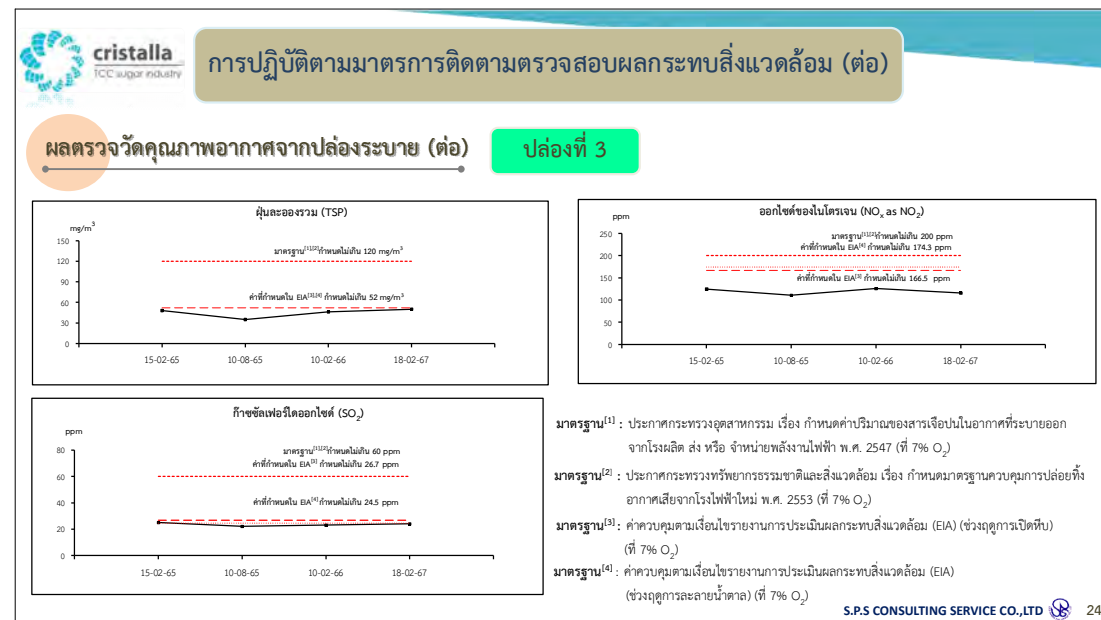 cristalla
TCC sugar industry
การปฏิบัติตามมาตรการติดตามตรวจสอบผลกระทบสิ่งแวดล้อม (ต่อ)
ผลตรวจวัดคุณภาพอากาศจากปล่องระบาย (ต่อ)
ปล่องที่ 3
ฝุ่นละอองรวม (TSP)
mg/m³
150
120
90
60
30
0
มาตรฐาน[1],[2]กำหนดไม่เกิน 120 mg/m³
ค่าที่กำหนดใน EIA[3],[4] กำหนดไม่เกิน 52 mg/m³
15-02-65 10-08-65 10-02-66 18-02-67
ออกไซด์ของไนโตรเจน (NOₓ as NO₂)
ppm
250
200
150
100
50
0
มาตรฐาน[1],[2]กำหนดไม่เกิน 200 ppm
ค่าที่กำหนดใน EIA[4] กำหนดไม่เกิน 174.3 ppm
ค่าที่กำหนดใน EIA[3] กำหนดไม่เกิน 166.5 ppm
15-02-65 10-08-65 10-02-66 18-02-67
ก๊าซซัลเฟอร์ไดออกไซด์ (SO₂)
ppm
80
60
40
20
0
มาตรฐาน[1],[2]กำหนดไม่เกิน 60 ppm
ค่าที่กำหนดใน EIA[3] กำหนดไม่เกิน 26.7 ppm
ค่าที่กำหนดใน EIA[4] กำหนดไม่เกิน 24.5 ppm
15-02-65 10-08-65 10-02-66 18-02-67
มาตรฐาน[1] : ประกาศกระทรวงอุตสาหกรรม เรื่อง กำหนดค่าปริมาณของสารเจือปนในอากาศที่ระบายออก
จากโรงผลิต ส่ง หรือ จำหน่ายพลังงานไฟฟ้า พ.ศ. 2547 (ที่ 7% O₂)
มาตรฐาน[2] : ประกาศกระทรวงทรัพยากรธรรมชาติและสิ่งแวดล้อม เรื่อง กำหนดมาตรฐานควบคุมการปล่อยทิ้ง
อากาศเสียจากโรงไฟฟ้าใหม่ พ.ศ. 2553 (ที่ 7% O₂)
มาตรฐาน[3] : ค่าควบคุมตามเงื่อนไขรายงานการประเมินผลกระทบสิ่งแวดล้อม (EIA) (ช่วงฤดูการเปิดหีบ)
(ที่ 7% O₂)
มาตรฐาน[4] : ค่าควบคุมตามเงื่อนไขรายงานการประเมินผลกระทบสิ่งแวดล้อม (EIA)
(ช่วงฤดูการละลายน้ำตาล) (ที่ 7% O₂)
S.P.S CONSULTING SERVICE CO.,LTD 24